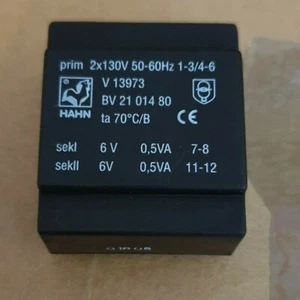 prim 2x130V 50-60Hz 1-3/4-6
V 13973
BV 21 014 80
HAHN
ta 70°C/B
CE
sekI 6 V 0,5VA 7-8
sekII 6V 0,5VA 11-12